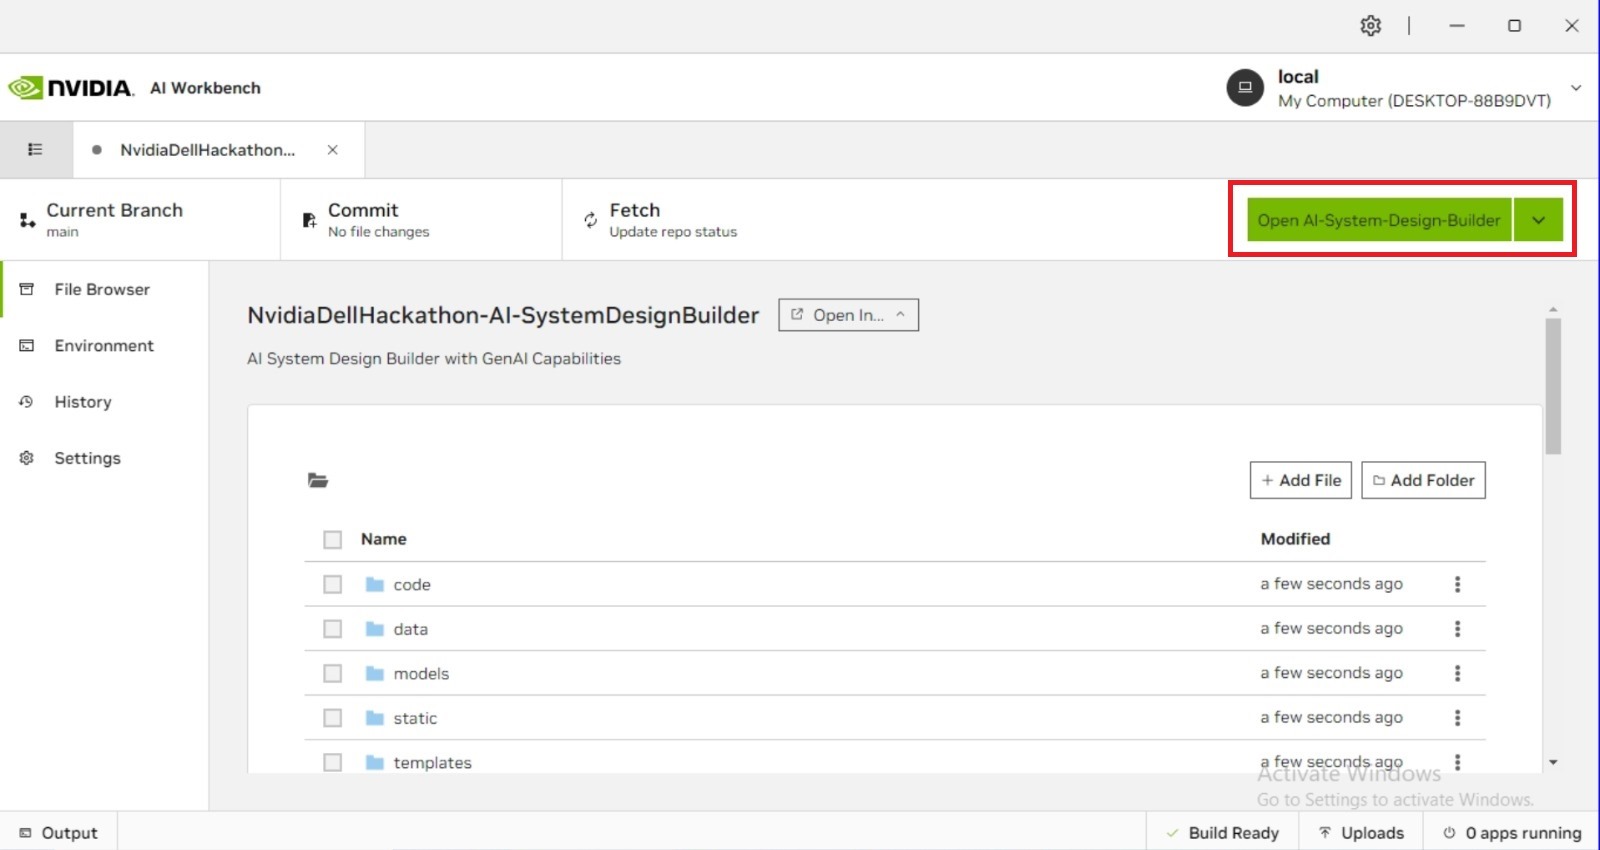 NVIDIA. AI Workbench
local
My Computer (DESKTOP-88B9DVT)
NvidiaDellHackathon...
Current Branch
main
Commit
No file changes
Fetch
Update repo status
Open AI-System-Design-Builder
File Browser
Environment
History
Settings
NvidiaDellHackathon-AI-SystemDesignBuilder
Open In...
AI System Design Builder with GenAI Capabilities
+ Add File
Add Folder
Name Modified
code a few seconds ago
data a few seconds ago
models a few seconds ago
static a few seconds ago
templates a few seconds ago
Activate Windows
Go to Settings to activate Windows.
Output
Build Ready
Uploads
0 apps running